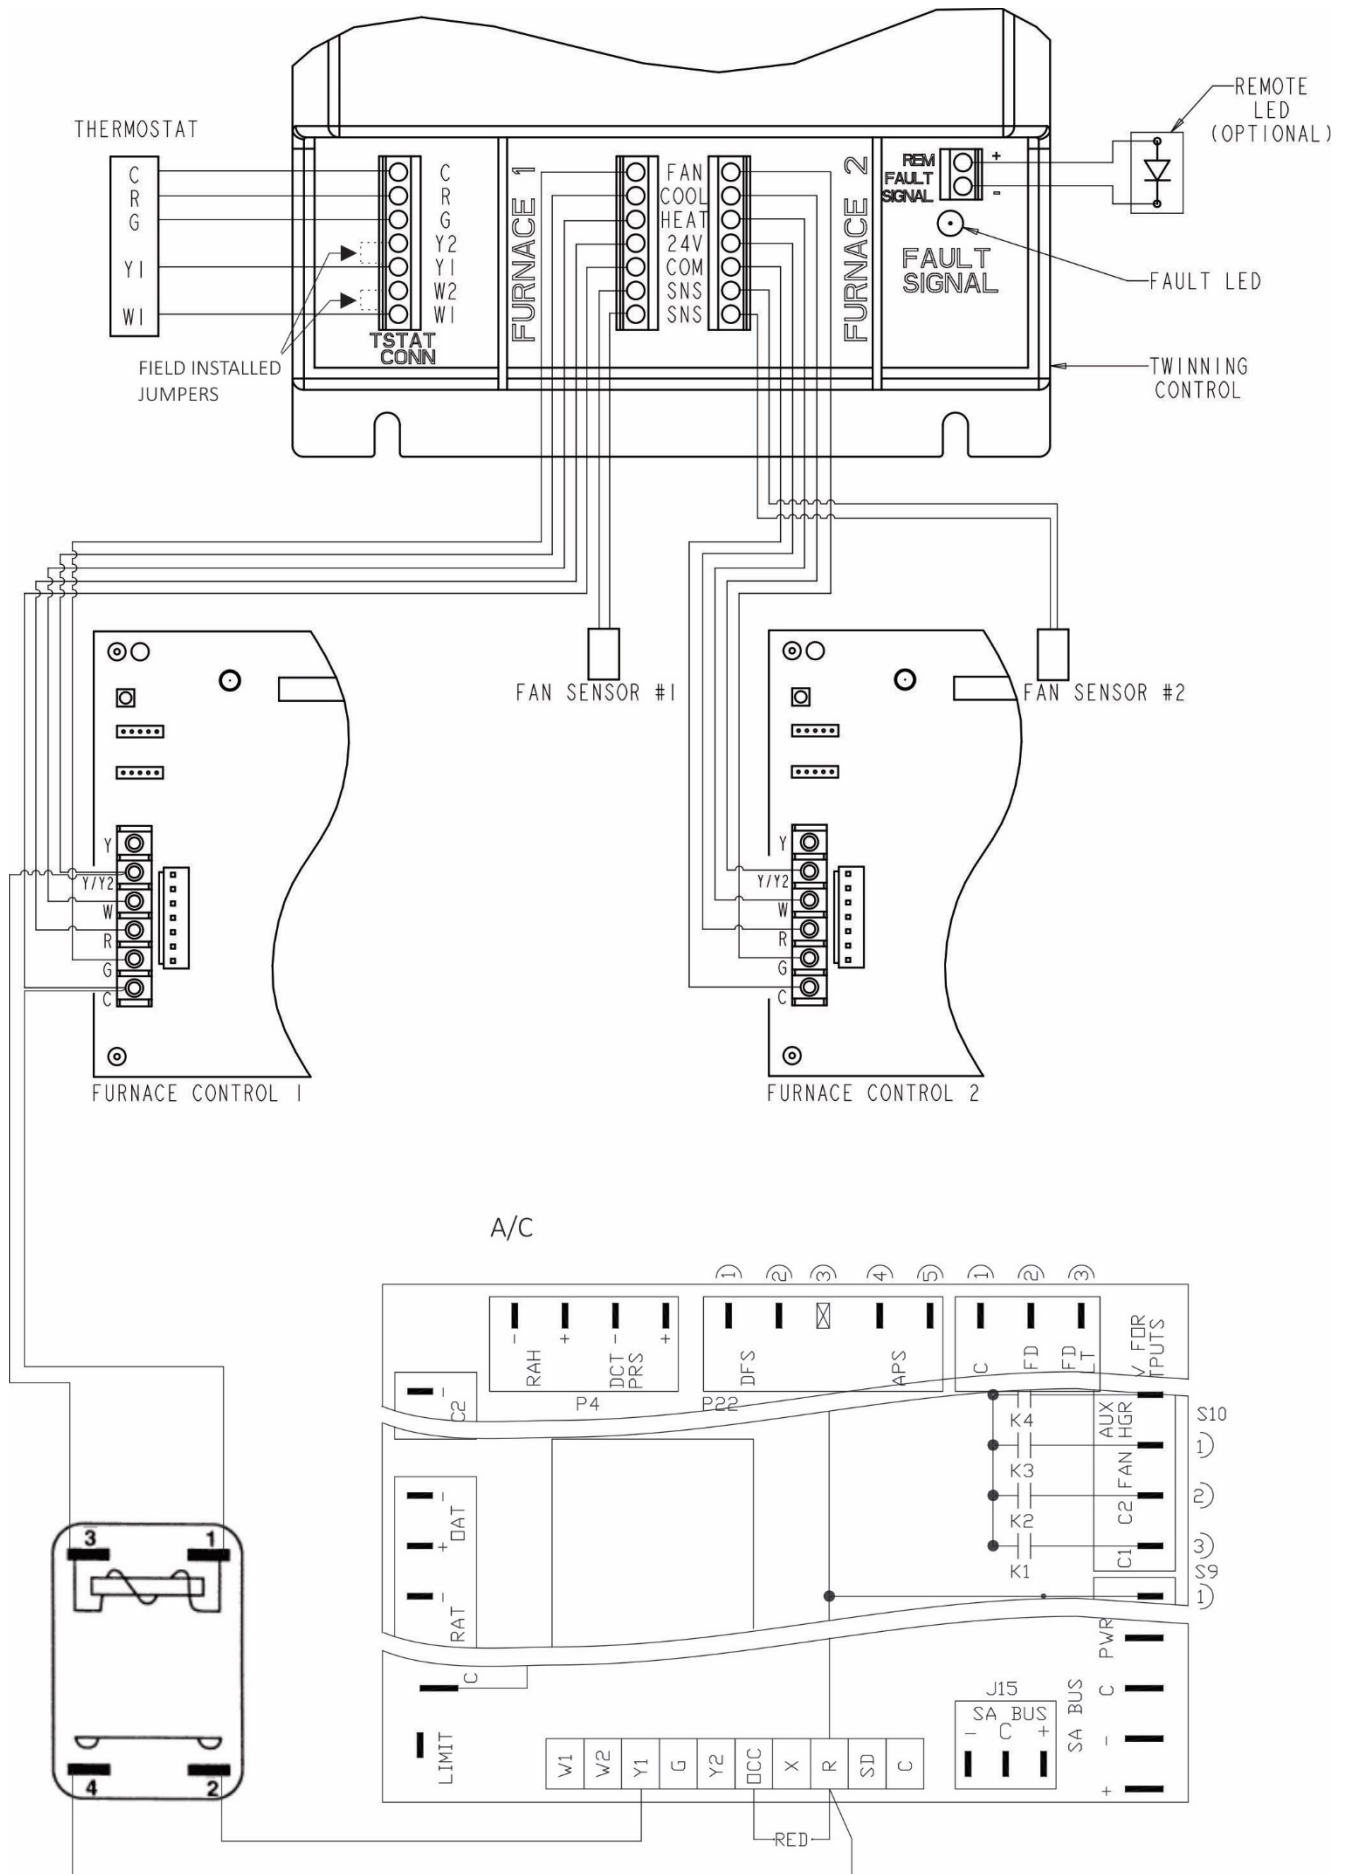 THERMOSTAT
C
R
G
Y1
W1
C
R
G
Y2
Y1
W2
W1
TSTAT
CONN
FIELD INSTALLED
JUMPERS
FURNACE 1
FAN
COOL
HEAT
24V
COM
SNS
SNS
FURNACE 2
REM
FAULT
SIGNAL
+
-
FAULT
SIGNAL
REMOTE
LED
(OPTIONAL)
FAULT LED
TWINNING
CONTROL
FAN SENSOR #1
FAN SENSOR #2
Y
Y/Y2
W
R
G
C
FURNACE CONTROL 1
Y
Y/Y2
W
R
G
C
FURNACE CONTROL 2
A/C
1
2
3
4
5
1
2
3
- + - +
RAH
DCT
PRS
P4
DFS
APS
P22
C
FD
FD
LT
V FOR
TPUTS
-
C2
K4
K3
K2
K1
AUX
HGR
FAN
C2
C1
S10
1
2
3
S9
1
-
OAT
+
-
RAT
C
LIMIT
W1
W2
Y1
G
Y2
OCC
X
R
SD
C
RED
J15
SA BUS
- C +
PWR
C
-
+
SA BUS
3 1
4 2